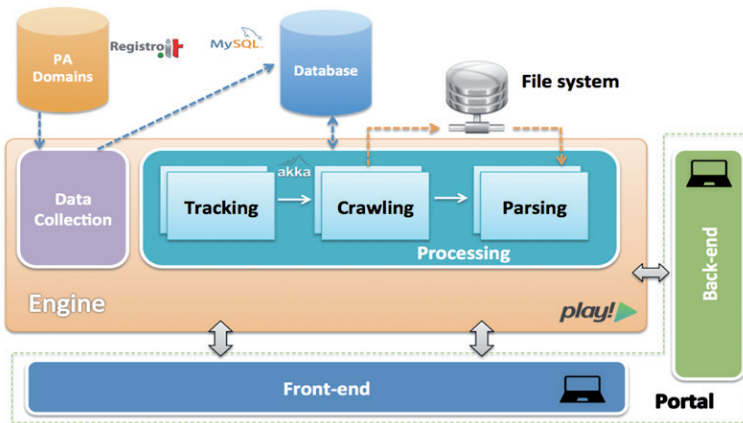 PA
Domains
Registro.it
MySQL
Database
File system
Data
Collection
akka
Tracking
Crawling
Parsing
Processing
Engine
play!
Back-end
Front-end
Portal